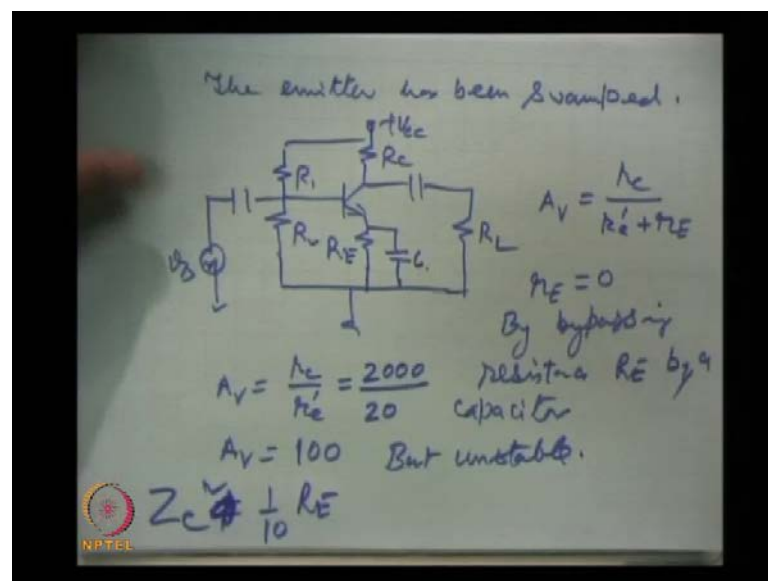 The emitter has been Swamped.
+Vcc
R1
RC
RE
C
RL
vs
AV = rc / re' + rE
rE = 0
By bypassing
resistance RE by a
capacitor
AV = rc / re' = 2000 / 20
AV = 100 But unstable.
Zc 1/10 RE
NPTEL